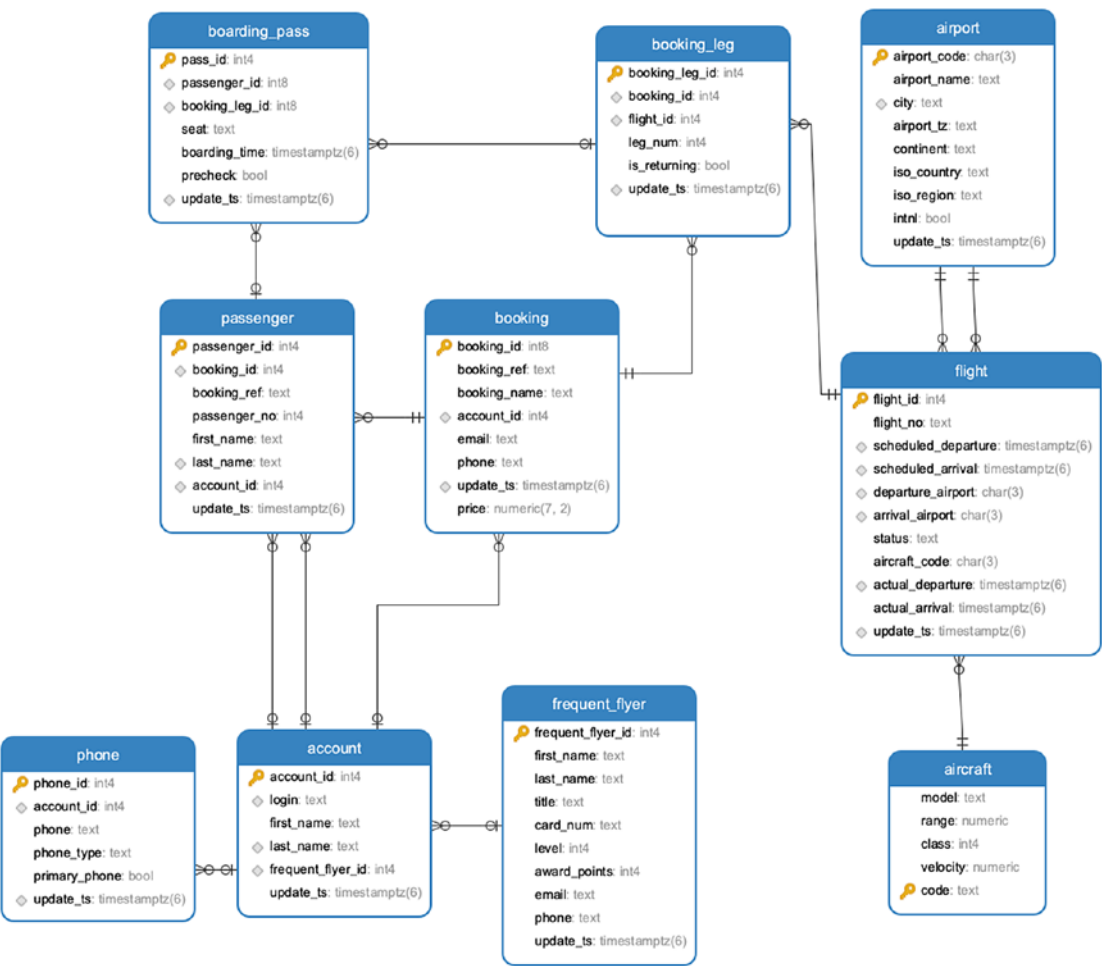 boarding_pass
pass_id: int4
passenger_id: int8
booking_leg_id: int8
seat: text
boarding_time: timestamptz(6)
precheck: bool
update_ts: timestamptz(6)
booking_leg
booking_leg_id: int4
booking_id: int4
flight_id: int4
leg_num: int4
is_returning: bool
update_ts: timestamptz(6)
airport
airport_code: char(3)
airport_name: text
city: text
airport_tz: text
continent: text
iso_country: text
iso_region: text
intnl: bool
update_ts: timestamptz(6)
passenger
passenger_id: int4
booking_id: int4
booking_ref: text
passenger_no: int4
first_name: text
last_name: text
account_id: int4
update_ts: timestamptz(6)
booking
booking_id: int8
booking_ref: text
booking_name: text
account_id: int4
email: text
phone: text
update_ts: timestamptz(6)
price: numeric(7, 2)
flight
flight_id: int4
flight_no: text
scheduled_departure: timestamptz(6)
scheduled_arrival: timestamptz(6)
departure_airport: char(3)
arrival_airport: char(3)
status: text
aircraft_code: char(3)
actual_departure: timestamptz(6)
actual_arrival: timestamptz(6)
update_ts: timestamptz(6)
phone
phone_id: int4
account_id: int4
phone: text
phone_type: text
primary_phone: bool
update_ts: timestamptz(6)
account
account_id: int4
login: text
first_name: text
last_name: text
frequent_flyer_id: int4
update_ts: timestamptz(6)
frequent_flyer
frequent_flyer_id: int4
first_name: text
last_name: text
title: text
card_num: text
level: int4
award_points: int4
email: text
phone: text
update_ts: timestamptz(6)
aircraft
model: text
range: numeric
class: int4
velocity: numeric
code: text